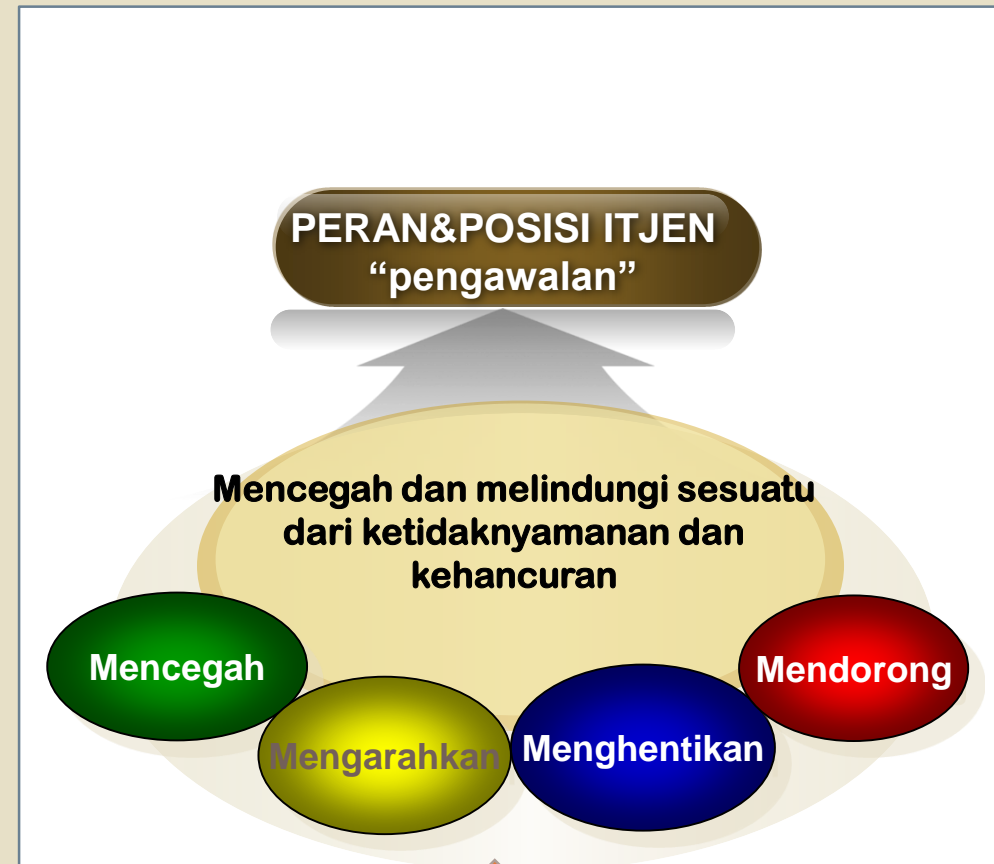 PERAN&POSISI ITJEN
“pengawalan”
Mencegah dan melindungi sesuatu
dari ketidaknyamanan dan
kehancuran
Mencegah
Mengarahkan
Menghentikan
Mendorong